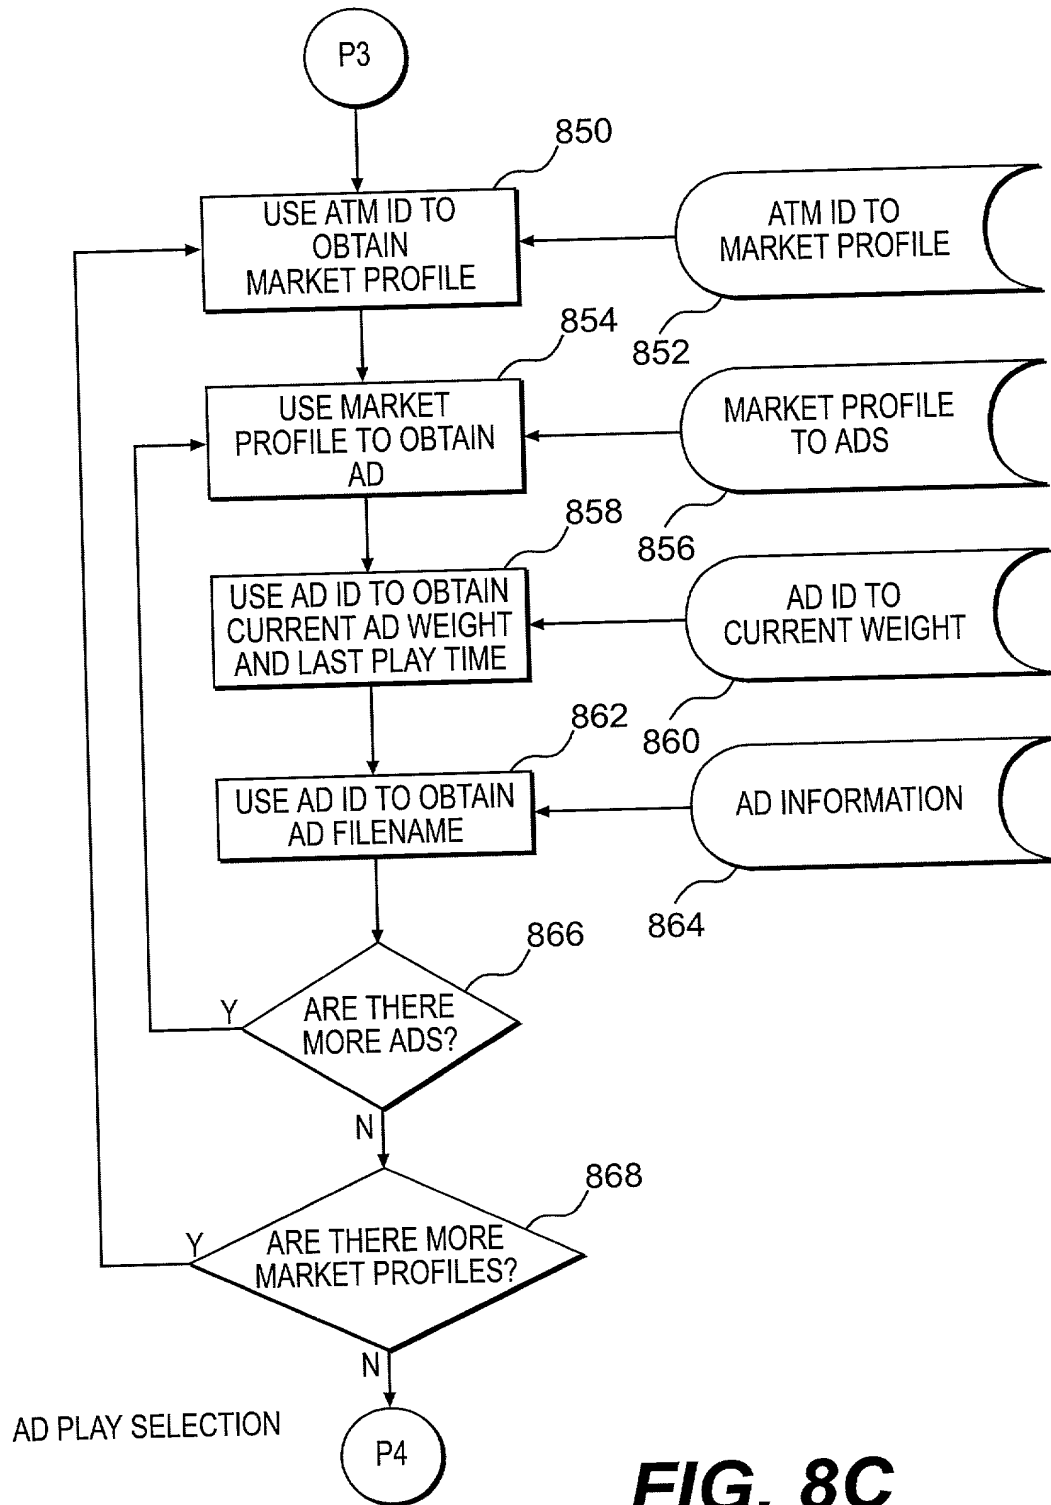 P3
850
USE ATM ID TO
OBTAIN
MARKET PROFILE
ATM ID TO
MARKET PROFILE
852
854
USE MARKET
PROFILE TO OBTAIN
AD
MARKET PROFILE
TO ADS
856
858
USE AD ID TO OBTAIN
CURRENT AD WEIGHT
AND LAST PLAY TIME
AD ID TO
CURRENT WEIGHT
860
862
USE AD ID TO OBTAIN
AD FILENAME
AD INFORMATION
864
866
ARE THERE
MORE ADS?
Y
N
868
ARE THERE MORE
MARKET PROFILES?
Y
N
AD PLAY SELECTION
P4
FIG. 8C